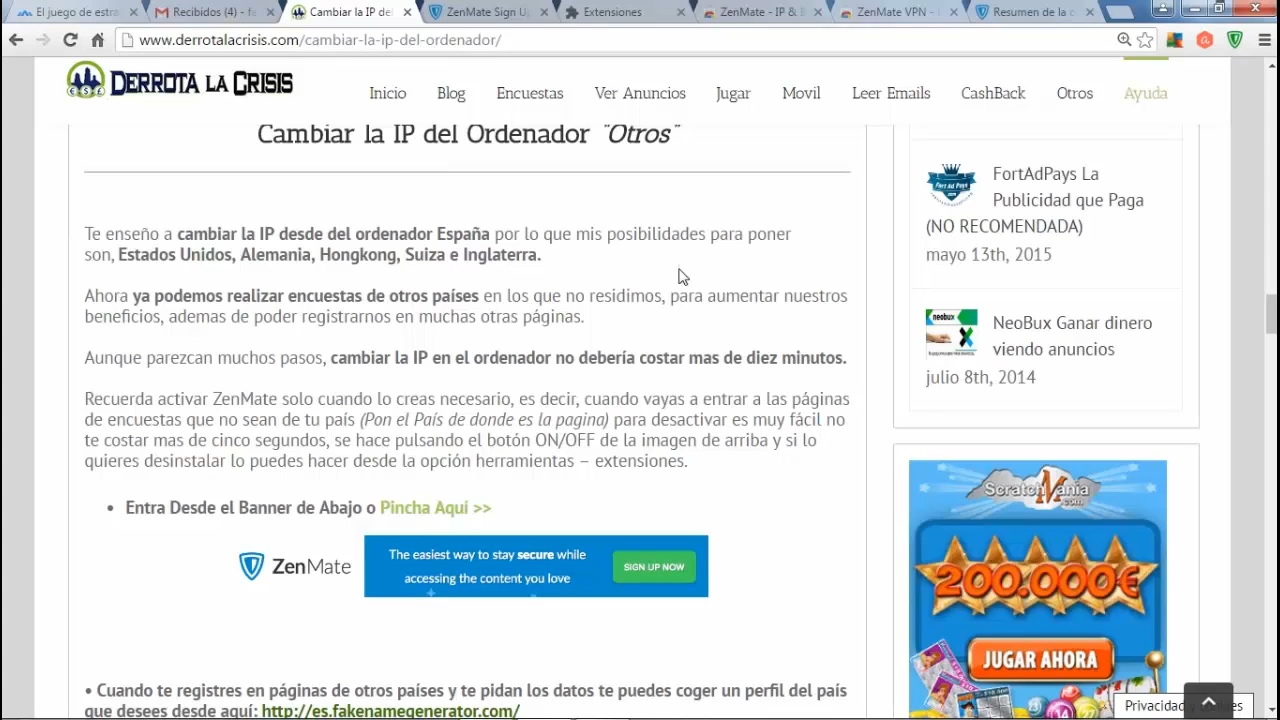 El juego de estra
Recibidos (4) - fa
Cambiar la IP del
ZenMate Sign Up
Extensiones
ZenMate - IP & B
ZenMate VPN - L
Resumen de la c
www.derrotalacrisis.com/cambiar-la-ip-del-ordenador/
DERROTA LA CRISIS
Inicio
Blog
Encuestas
Ver Anuncios
Jugar
Movil
Leer Emails
CashBack
Otros
Ayuda
Cambiar la IP del Ordenador "Otros"
Te enseño a cambiar la IP desde del ordenador España por lo que mis posibilidades para poner
son, Estados Unidos, Alemania, Hongkong, Suiza e Inglaterra.
Ahora ya podemos realizar encuestas de otros países en los que no residimos, para aumentar nuestros
beneficios, ademas de poder registrarnos en muchas otras páginas.
Aunque parezcan muchos pasos, cambiar la IP en el ordenador no debería costar mas de diez minutos.
Recuerda activar ZenMate solo cuando lo creas necesario, es decir, cuando vayas a entrar a las páginas
de encuestas que no sean de tu país (Pon el País de donde es la pagina) para desactivar es muy fácil no
te costar mas de cinco segundos, se hace pulsando el botón ON/OFF de la imagen de arriba y si lo
quieres desinstalar lo puedes hacer desde la opción herramientas – extensiones.
• Entra Desde el Banner de Abajo o Pincha Aquí >>
ZenMate
The easiest way to stay secure while
accessing the content you love
SIGN UP NOW
• Cuando te registres en páginas de otros países y te pidan los datos te puedes coger un perfil del país
que desees desde aquí: http://es.fakenamegenerator.com/
Fort Ad Pays
FortAdPays La
Publicidad que Paga
(NO RECOMENDADA)
mayo 13th, 2015
neobux
NeoBux Ganar dinero
viendo anuncios
julio 8th, 2014
ScratchMania
.com
200.000€
JUGAR AHORA
Privacidad y cookies